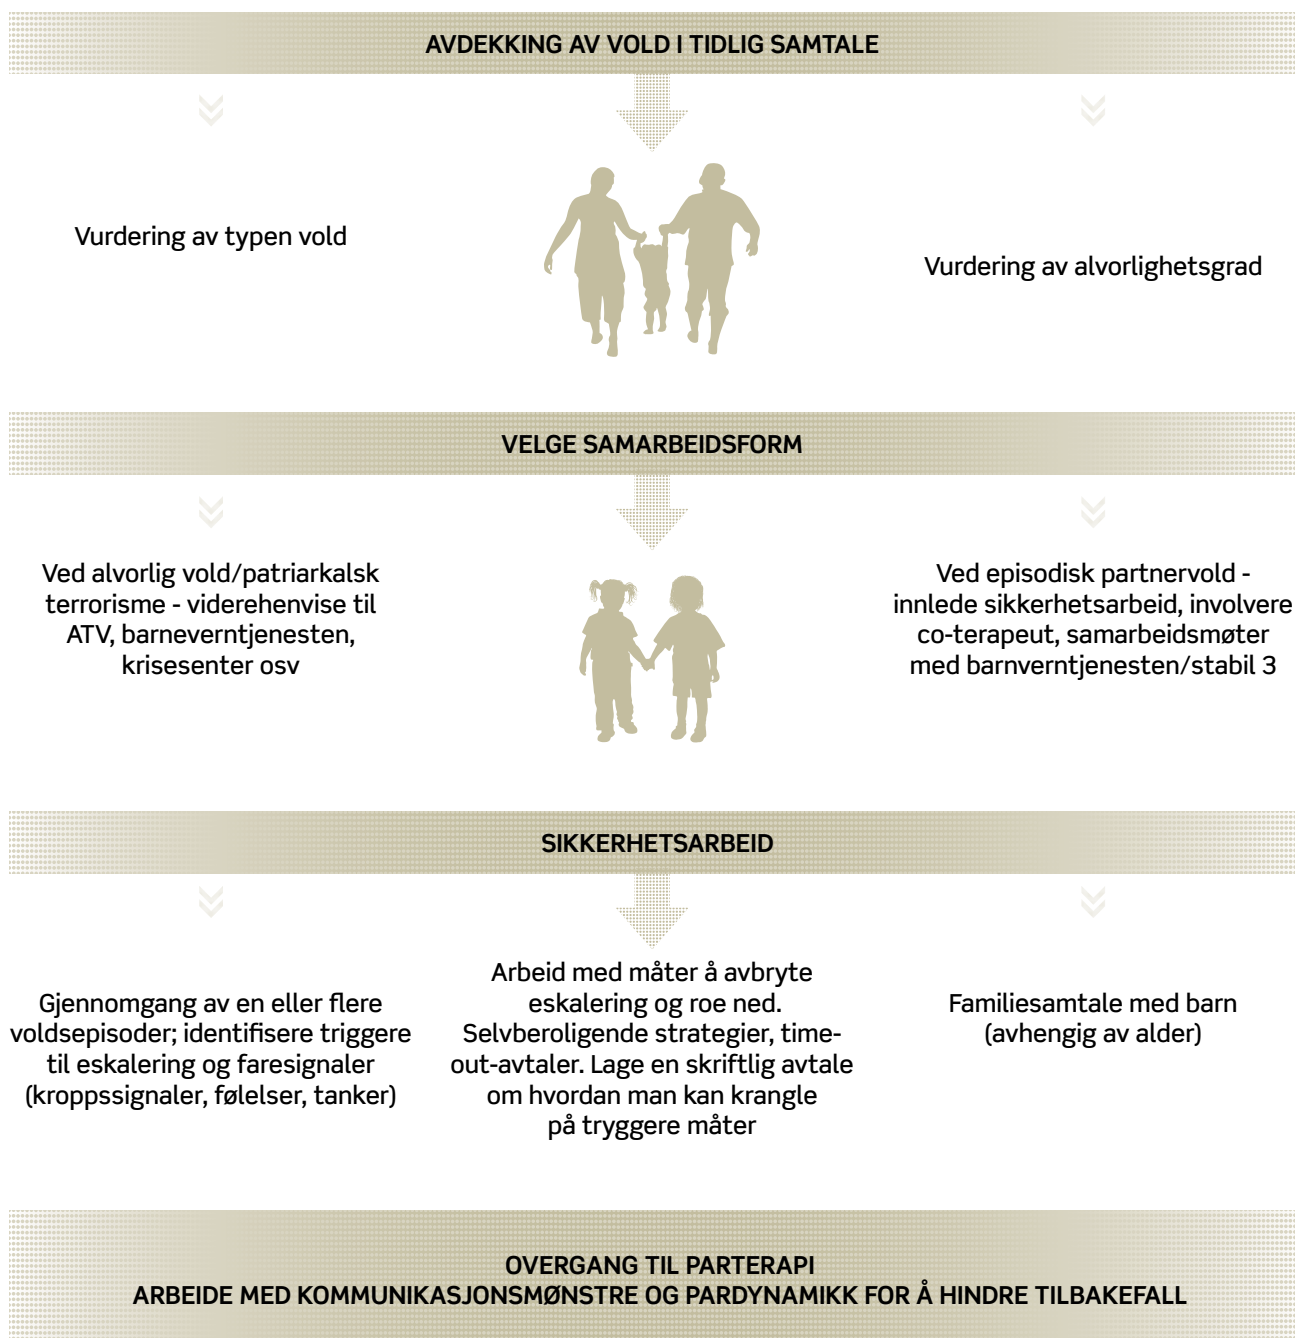 AVDEKKING AV VOLD I TIDLIG SAMTALE
Vurdering av typen vold
Vurdering av alvorlighetsgrad
VELGE SAMARBEIDSFORM
Ved alvorlig vold/patriarkalsk
terrorisme - viderehenvise til
ATV, barneverntjenesten,
krisesenter osv
Ved episodisk partnervold -
innlede sikkerhetsarbeid, involvere
co-terapeut, samarbeidsmøter
med barnverntjenesten/stabil 3
SIKKERHETSARBEID
Gjennomgang av en eller flere
voldsepisoder; identifisere triggere
til eskalering og faresignaler
(kroppssignaler, følelser, tanker)
Arbeid med måter å avbryte
eskalering og roe ned.
Selvberoligende strategier, time-
out-avtaler. Lage en skriftlig avtale
om hvordan man kan krangle
på tryggere måter
Familiesamtale med barn
(avhengig av alder)
OVERGANG TIL PARTERAPI
ARBEIDE MED KOMMUNIKASJONSMØNSTRE OG PARDYNAMIKK FOR Å HINDRE TILBAKEFALL